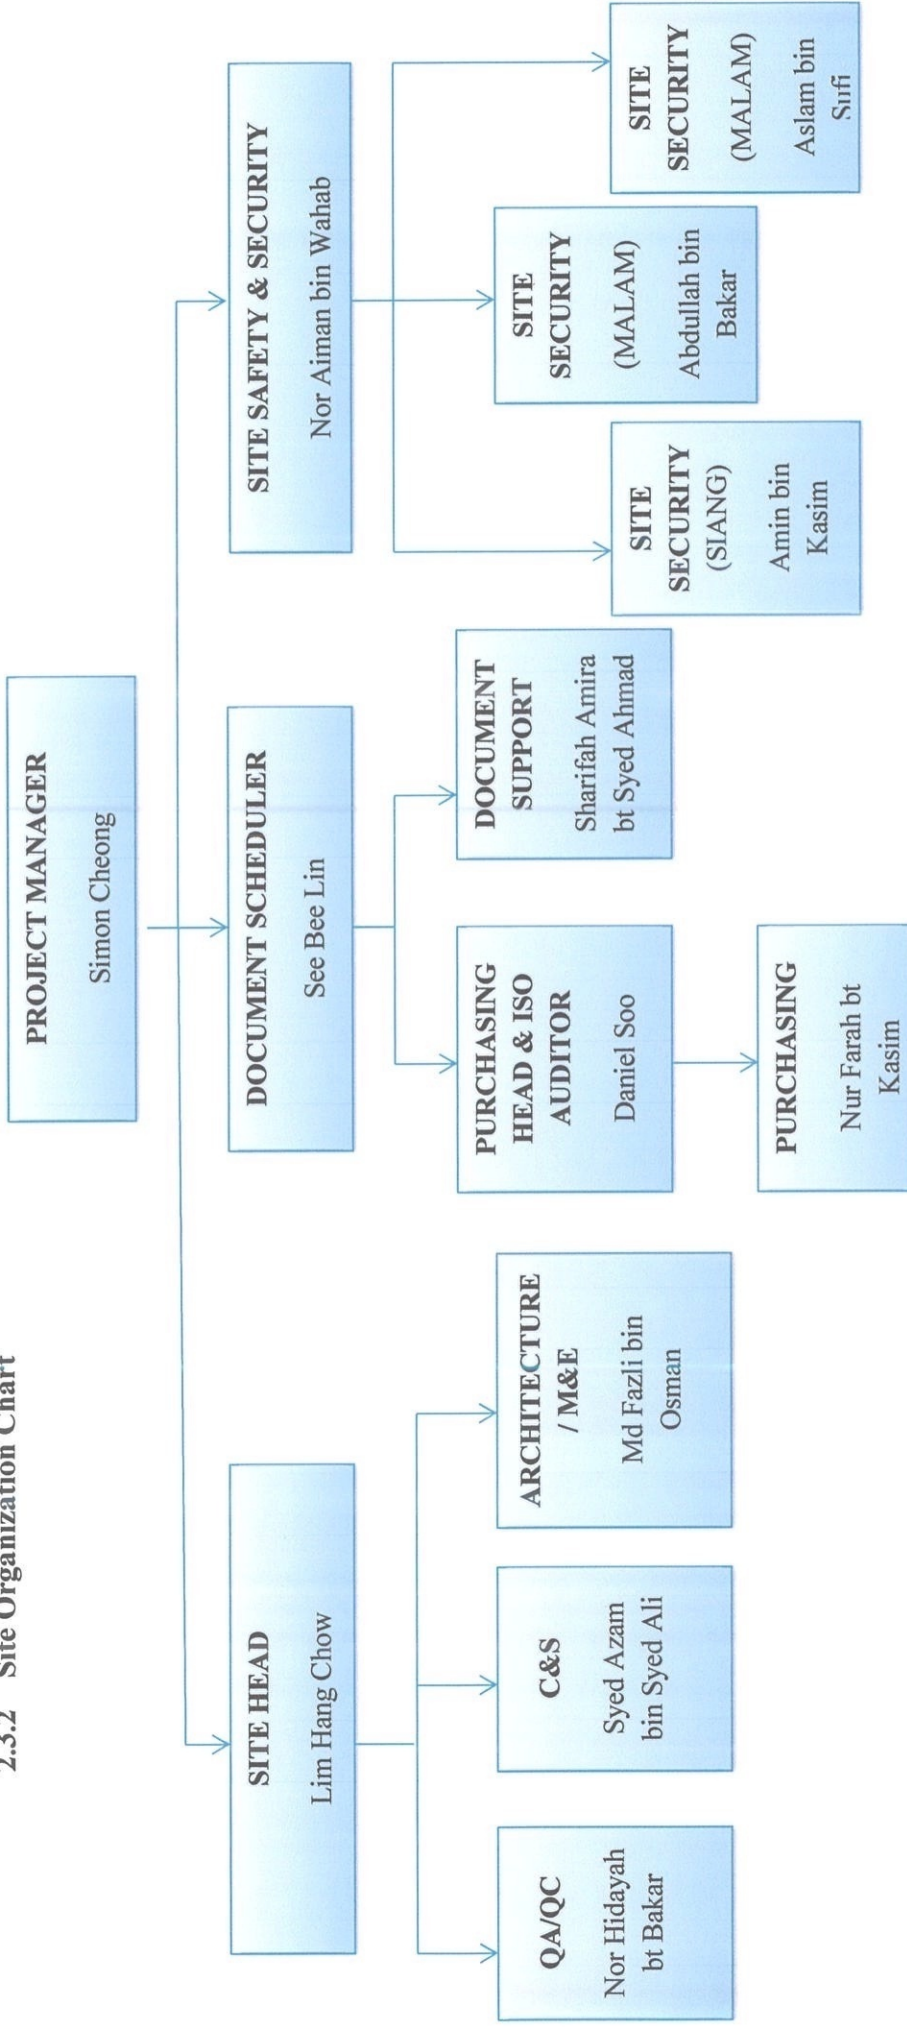 2.3.2 Site Organization Chart
PROJECT MANAGER
Simon Cheong
SITE HEAD
Lim Hang Chow
DOCUMENT SCHEDULER
See Bee Lin
SITE SAFETY & SECURITY
Nor Aiman bin Wahab
QA/QC
Nor Hidayah
bt Bakar
C&S
Syed Azam
bin Syed Ali
ARCHITECTURE
/ M&E
Md Fazli bin
Osman
PURCHASING
HEAD & ISO
AUDITOR
Daniel Soo
DOCUMENT
SUPPORT
Sharifah Amira
bt Syed Ahmad
PURCHASING
Nur Farah bt
Kasim
SITE
SECURITY
(SIANG)
Amin bin
Kasim
SITE
SECURITY
(MALAM)
Abdullah bin
Bakar
SITE
SECURITY
(MALAM)
Aslam bin
Sufi